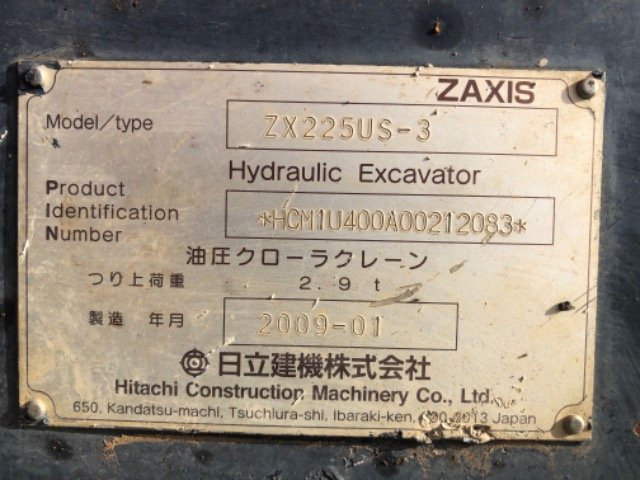 ZAXIS
Model/type ZX225US-3
Hydraulic Excavator
Product
Identification *HCM1U400A00212083*
Number
油圧クローラクレーン
つり上荷重 2.9 t
製造 年月 2009-01
日立建機株式会社
Hitachi Construction Machinery Co., Ltd.
650, Kandatsu-machi, Tsuchiura-shi, Ibaraki-ken, Japan